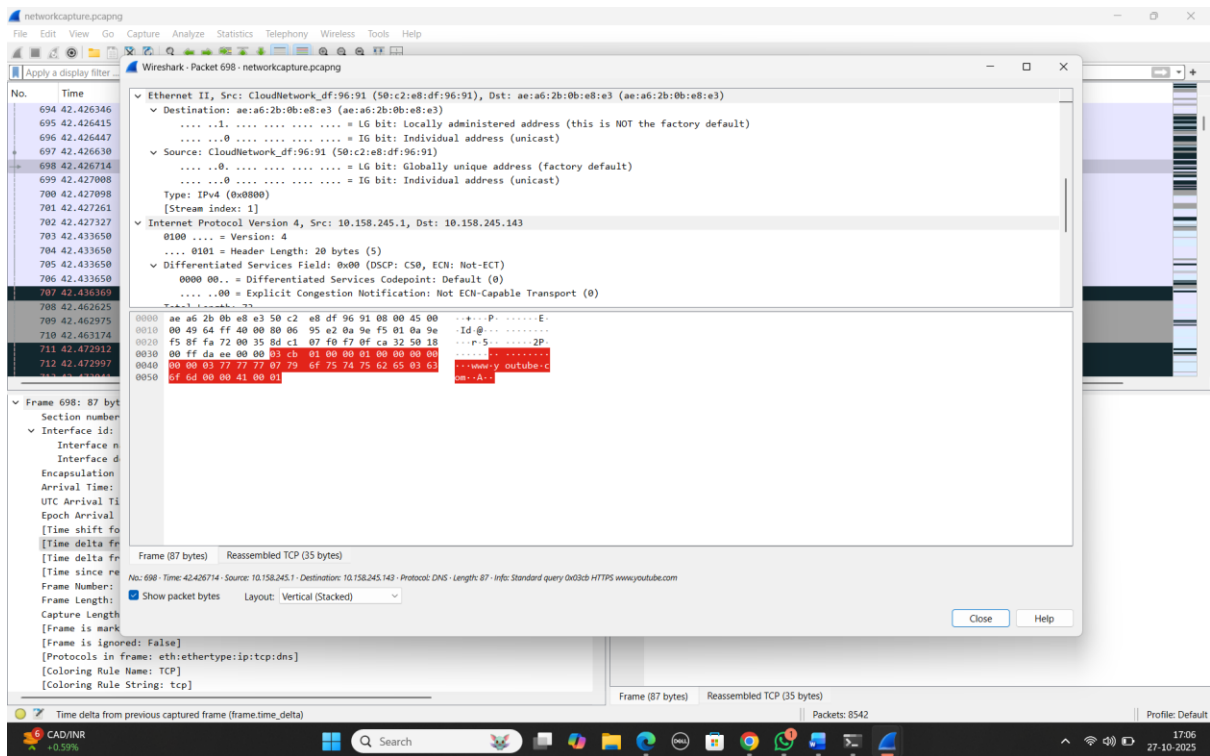 networkcapture.pcapng
File Edit View Go Capture Analyze Statistics Telephony Wireless Tools Help
Apply a display filter ...
Wireshark · Packet 698 · networkcapture.pcapng
No. Time
694 42.426346
695 42.426415
696 42.426447
697 42.426630
698 42.426714
699 42.427008
700 42.427098
701 42.427261
702 42.427327
703 42.433650
704 42.433650
705 42.433650
706 42.433650
707 42.436369
708 42.462625
709 42.462975
710 42.463174
711 42.472912
712 42.472997
Ethernet II, Src: CloudNetwork_df:96:91 (50:c2:e8:df:96:91), Dst: ae:a6:2b:0b:e8:e3 (ae:a6:2b:0b:e8:e3)
Destination: ae:a6:2b:0b:e8:e3 (ae:a6:2b:0b:e8:e3)
.... ..1. .... .... .... .... = LG bit: Locally administered address (this is NOT the factory default)
.... ...0 .... .... .... .... = IG bit: Individual address (unicast)
Source: CloudNetwork_df:96:91 (50:c2:e8:df:96:91)
.... ..0. .... .... .... .... = LG bit: Globally unique address (factory default)
.... ...0 .... .... .... .... = IG bit: Individual address (unicast)
Type: IPv4 (0x0800)
[Stream index: 1]
Internet Protocol Version 4, Src: 10.158.245.1, Dst: 10.158.245.143
0100 .... = Version: 4
.... 0101 = Header Length: 20 bytes (5)
Differentiated Services Field: 0x00 (DSCP: CS0, ECN: Not-ECT)
0000 00.. = Differentiated Services Codepoint: Default (0)
.... ..00 = Explicit Congestion Notification: Not ECN-Capable Transport (0)
0000 ae a6 2b 0b e8 e3 50 c2 e8 df 96 91 08 00 45 00 ··+···P· ······E·
0010 00 49 64 ff 40 00 80 06 95 e2 0a 9e f5 01 0a 9e ·Id·@··· ········
0020 f5 8f fa 72 00 35 8d c1 07 f0 f7 0f ca 32 50 18 ···r·5·· ·····2P·
0030 00 ff da ee 00 00 03 cb 01 00 00 01 00 00 00 00 ········ ········
0040 00 00 03 77 77 77 07 79 6f 75 74 75 62 65 03 63 ···www·y outube·c
0050 6f 6d 00 00 41 00 01 om··A··
Frame (87 bytes) Reassembled TCP (35 bytes)
No.: 698 · Time: 42.426714 · Source: 10.158.245.1 · Destination: 10.158.245.143 · Protocol: DNS · Length: 87 · Info: Standard query 0x03cb HTTPS www.youtube.com
Show packet bytes Layout: Vertical (Stacked)
Close Help
Frame 698: 87 byt
Section number
Interface id:
Interface n
Interface d
Encapsulation
Arrival Time:
UTC Arrival Ti
Epoch Arrival
[Time shift fo
[Time delta fr
[Time delta fr
[Time since re
Frame Number:
Frame Length:
Capture Length
[Frame is mark
[Frame is ignored: False]
[Protocols in frame: eth:ethertype:ip:tcp:dns]
[Coloring Rule Name: TCP]
[Coloring Rule String: tcp]
Frame (87 bytes) Reassembled TCP (35 bytes)
Time delta from previous captured frame (frame.time_delta) Packets: 8542 Profile: Default
6 CAD/INR
+0.59%
Search
DELL
17:06
27-10-2025